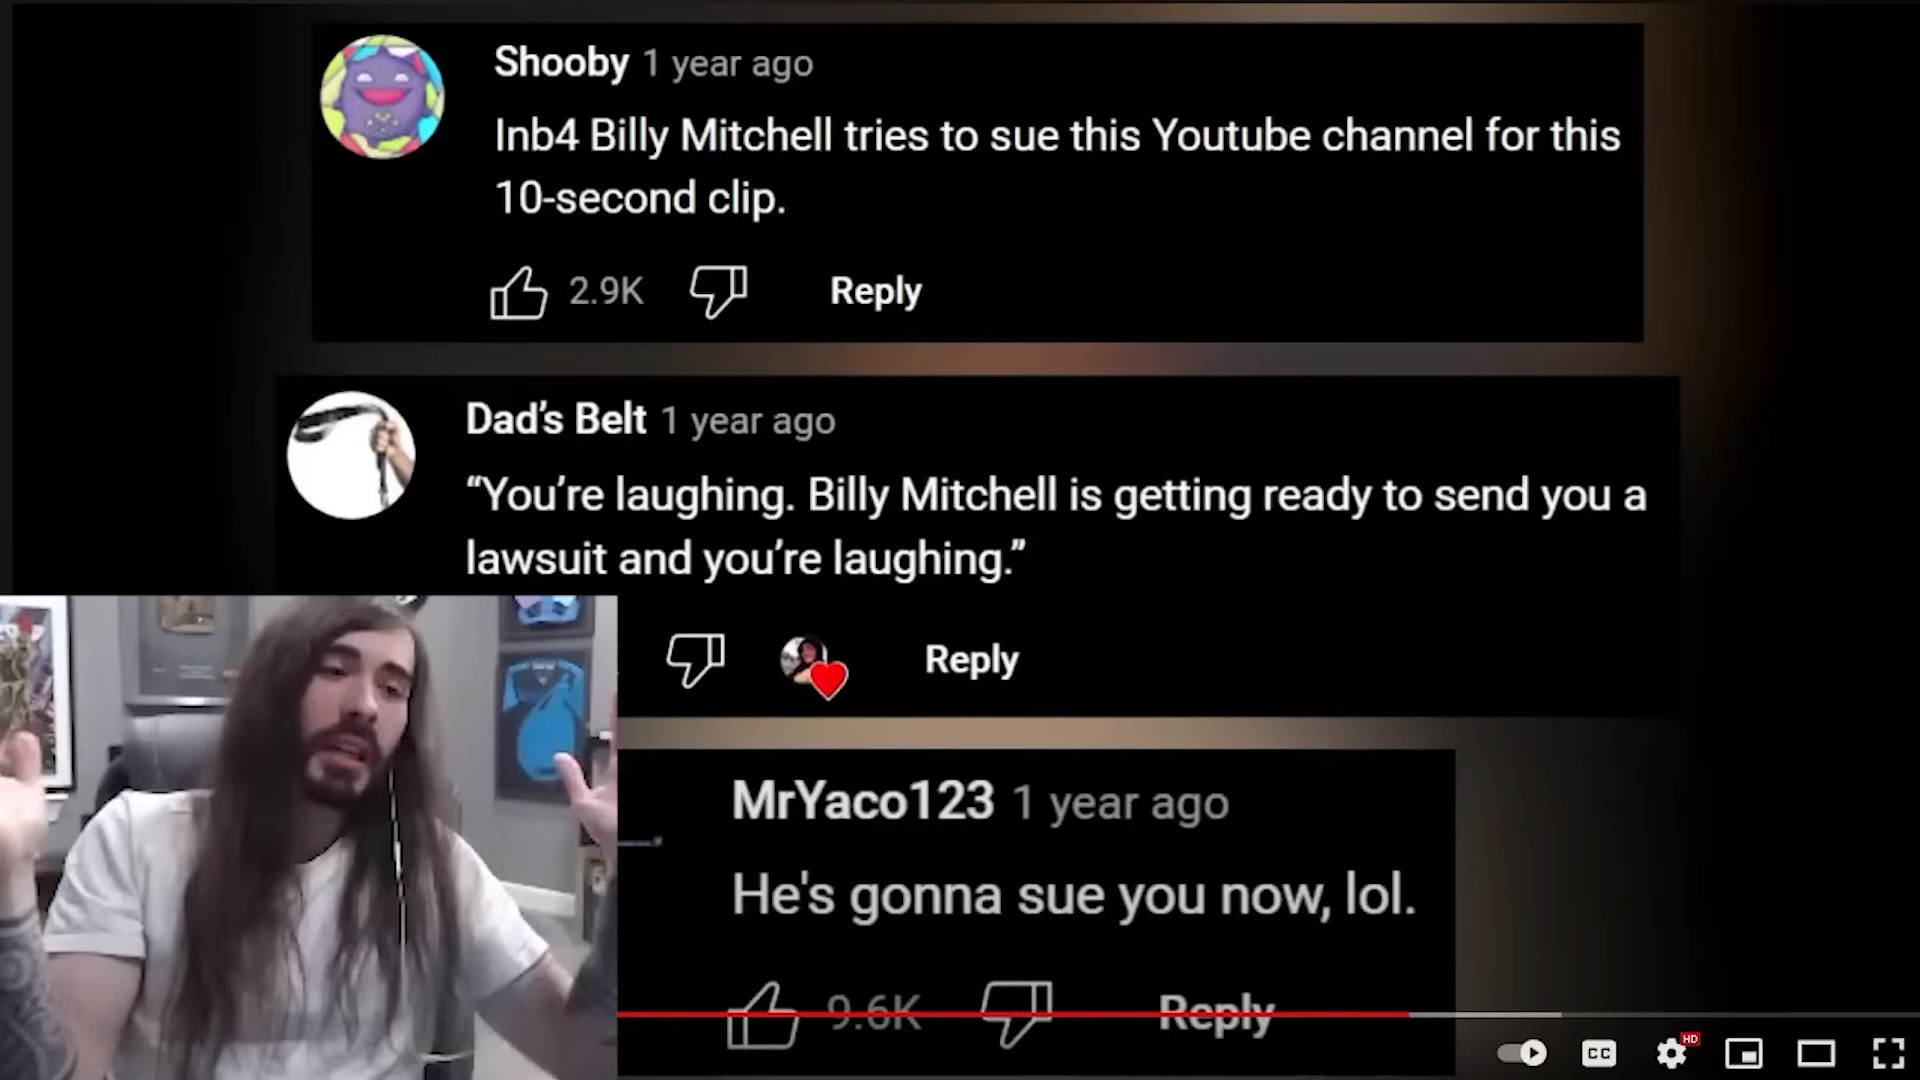 Shooby 1 year ago
Inb4 Billy Mitchell tries to sue this Youtube channel for this
10-second clip.
2.9K Reply
Dad’s Belt 1 year ago
“You’re laughing. Billy Mitchell is getting ready to send you a
lawsuit and you’re laughing.”
Reply
MrYaco123 1 year ago
He's gonna sue you now, lol.
9.6K Reply
CC HD